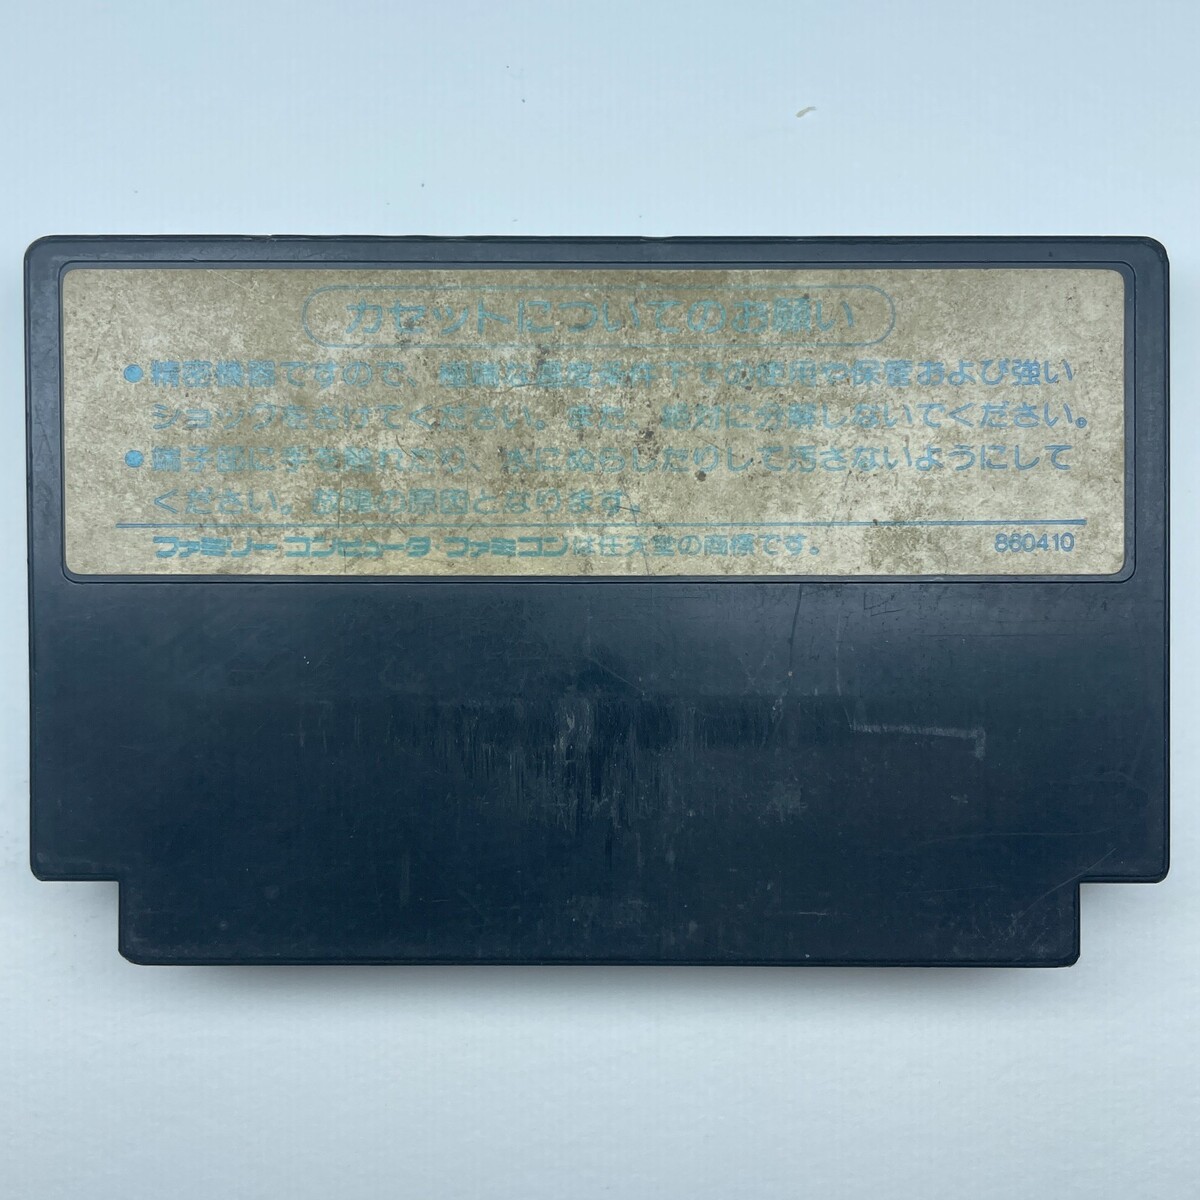 カセットについてのお願い
●精密機器ですので、極端な温度条件下での使用や保管および強い
ショックをさけてください。また、絶対に分解しないでください。
●端子部に手を触れたり、水にぬらしたりして汚さないようにして
ください。故障の原因となります。
ファミリーコンピュータ ファミコンは任天堂の商標です。 860410